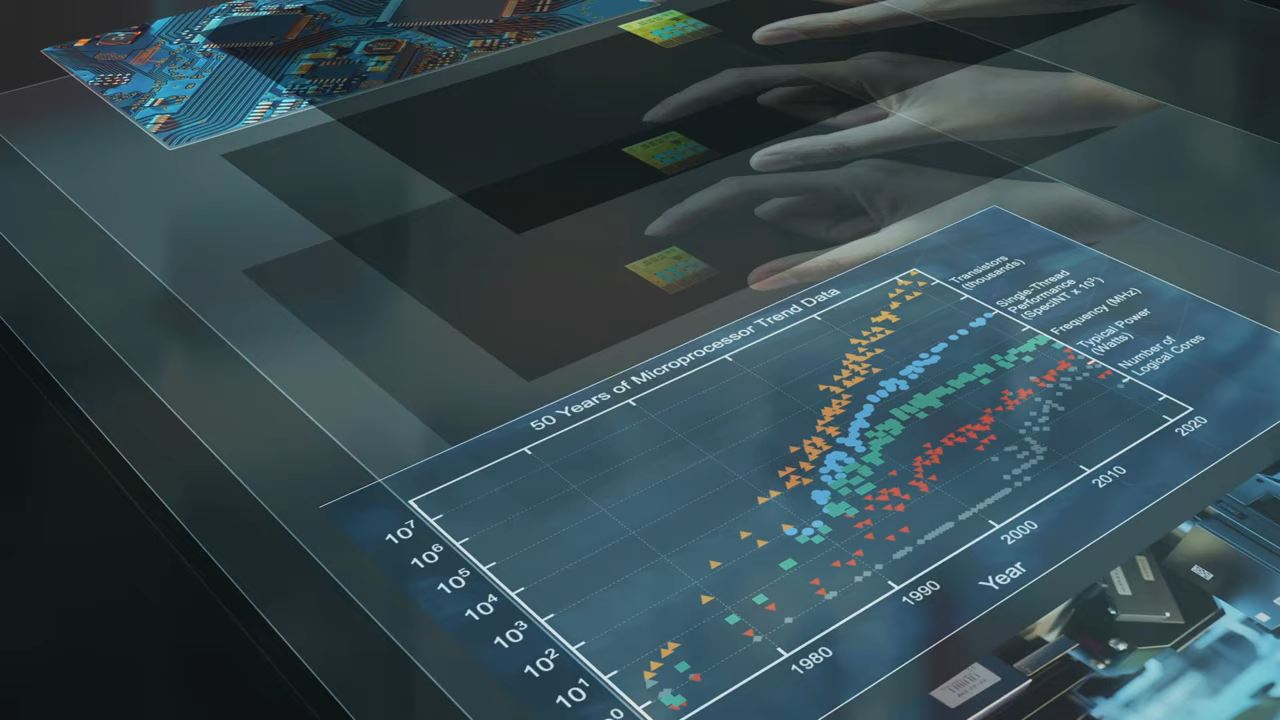 50 Years of Microprocessor Trend Data
Transistors
(thousands)
Single-Thread
Performance
(SpecINT x 10³)
Frequency (MHz)
Typical Power
(Watts)
Number of
Logical Cores
10⁷
10⁶
10⁵
10⁴
10³
10²
10¹
1980
1990
2000
2010
2020
Year